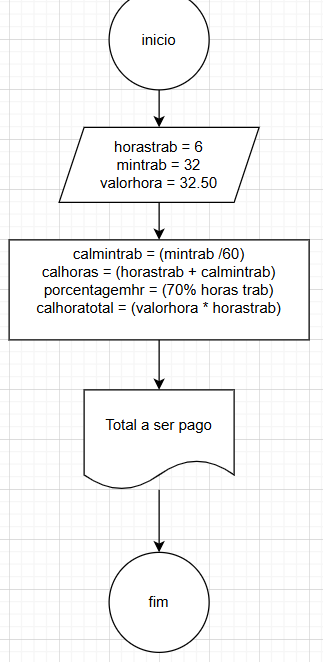 inicio
horastrab = 6
mintrab = 32
valorhora = 32.50
calmintrab = (mintrab /60)
calhoras = (horastrab + calmintrab)
porcentagemhr = (70% horas trab)
calhoratotal = (valorhora * horastrab)
Total a ser pago
fim